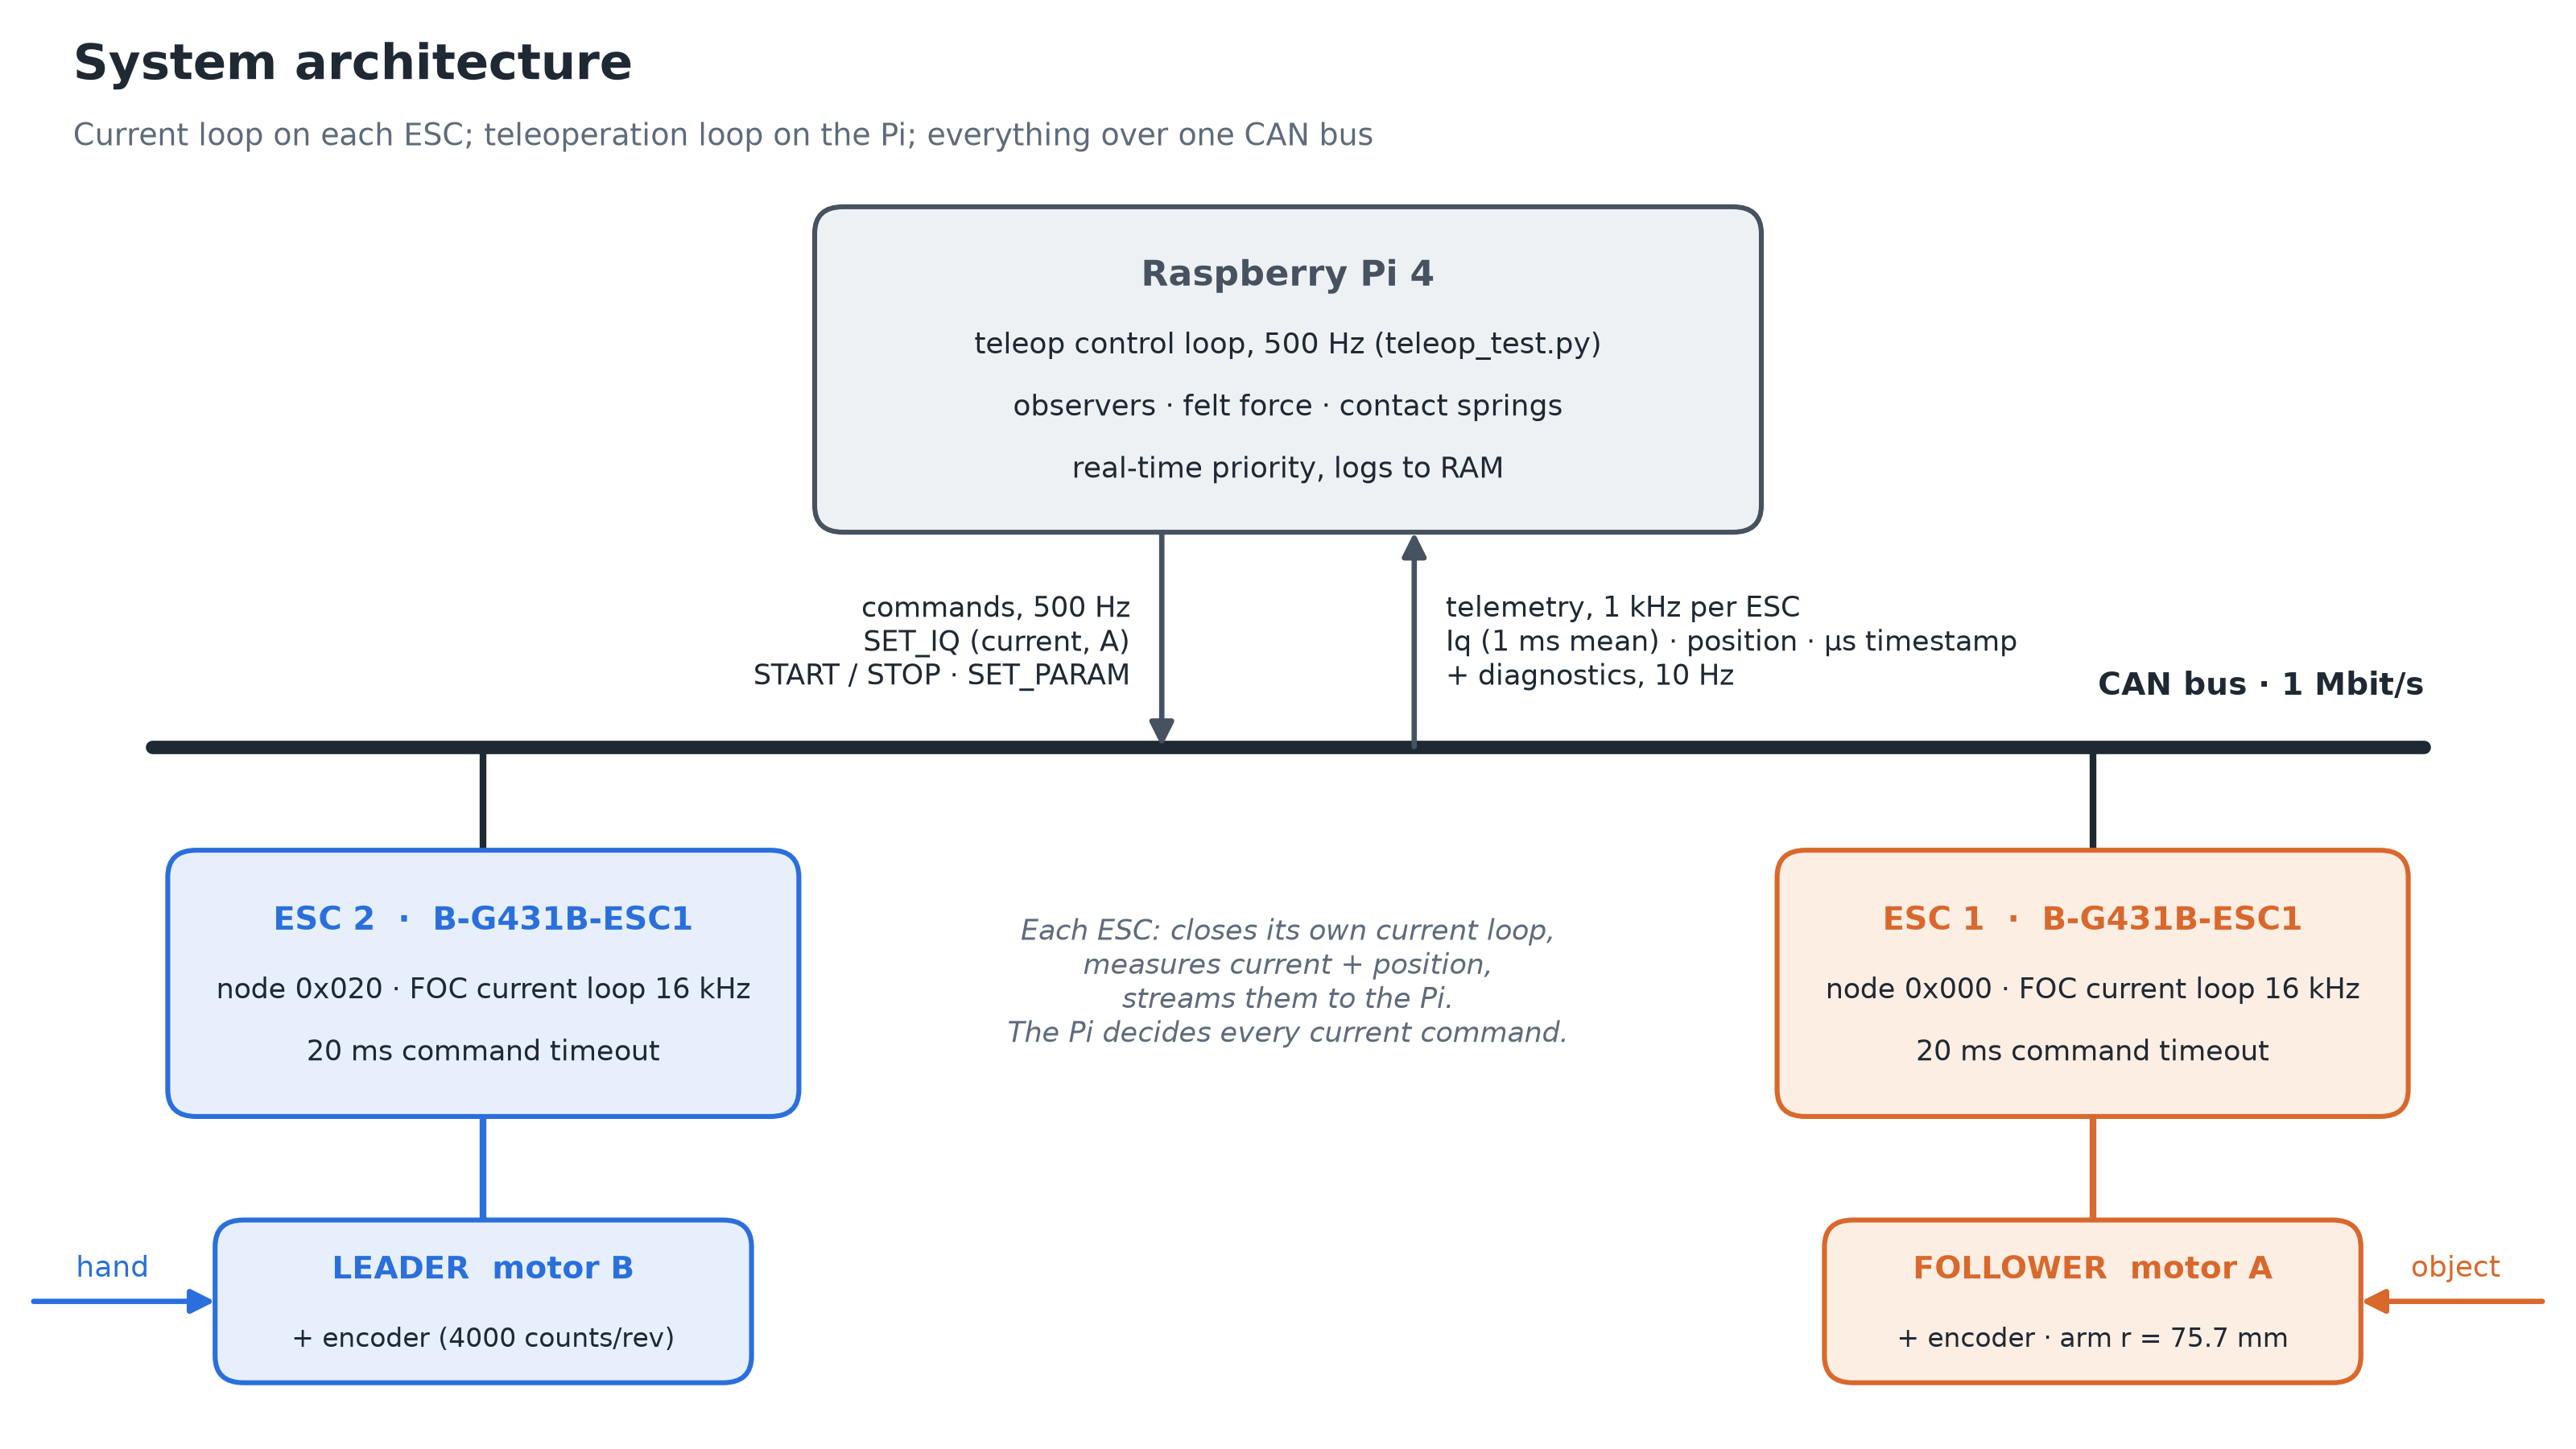 System architecture
Current loop on each ESC; teleoperation loop on the Pi; everything over one CAN bus
Raspberry Pi 4
teleop control loop, 500 Hz (teleop_test.py)
observers · felt force · contact springs
real-time priority, logs to RAM
commands, 500 Hz
SET_IQ (current, A)
START / STOP · SET_PARAM
telemetry, 1 kHz per ESC
Iq (1 ms mean) · position · µs timestamp
+ diagnostics, 10 Hz
CAN bus · 1 Mbit/s
ESC 2 · B-G431B-ESC1
node 0x020 · FOC current loop 16 kHz
20 ms command timeout
Each ESC: closes its own current loop,
measures current + position,
streams them to the Pi.
The Pi decides every current command.
ESC 1 · B-G431B-ESC1
node 0x000 · FOC current loop 16 kHz
20 ms command timeout
hand
LEADER motor B
+ encoder (4000 counts/rev)
FOLLOWER motor A
+ encoder · arm r = 75.7 mm
object